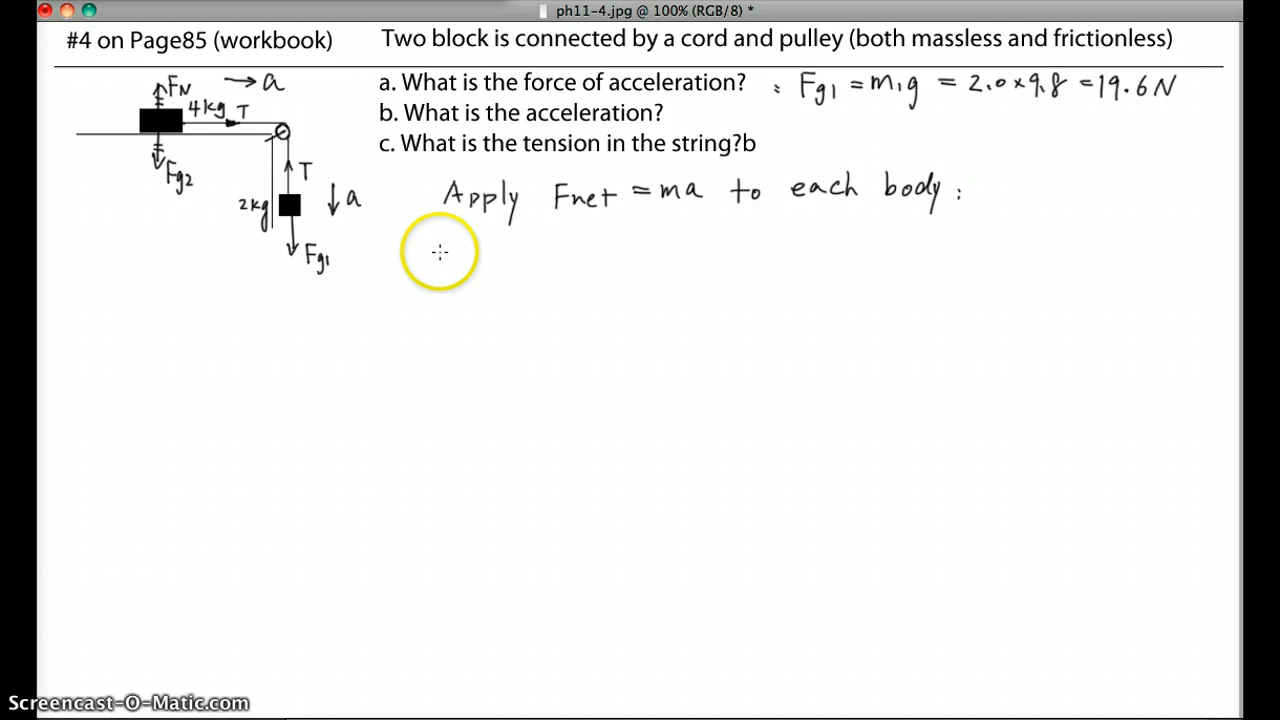 ph11-4.jpg @ 100% (RGB/8) *
#4 on Page85 (workbook) Two block is connected by a cord and pulley (both massless and frictionless)
a. What is the force of acceleration? : Fg1 = m1g = 2.0 x 9.8 = 19.6 N
b. What is the acceleration?
c. What is the tension in the string?b
FN → a
4kg T
Fg2
T
2kg ↓ a
Fg1
Apply Fnet = ma to each body :
Screencast-O-Matic.com